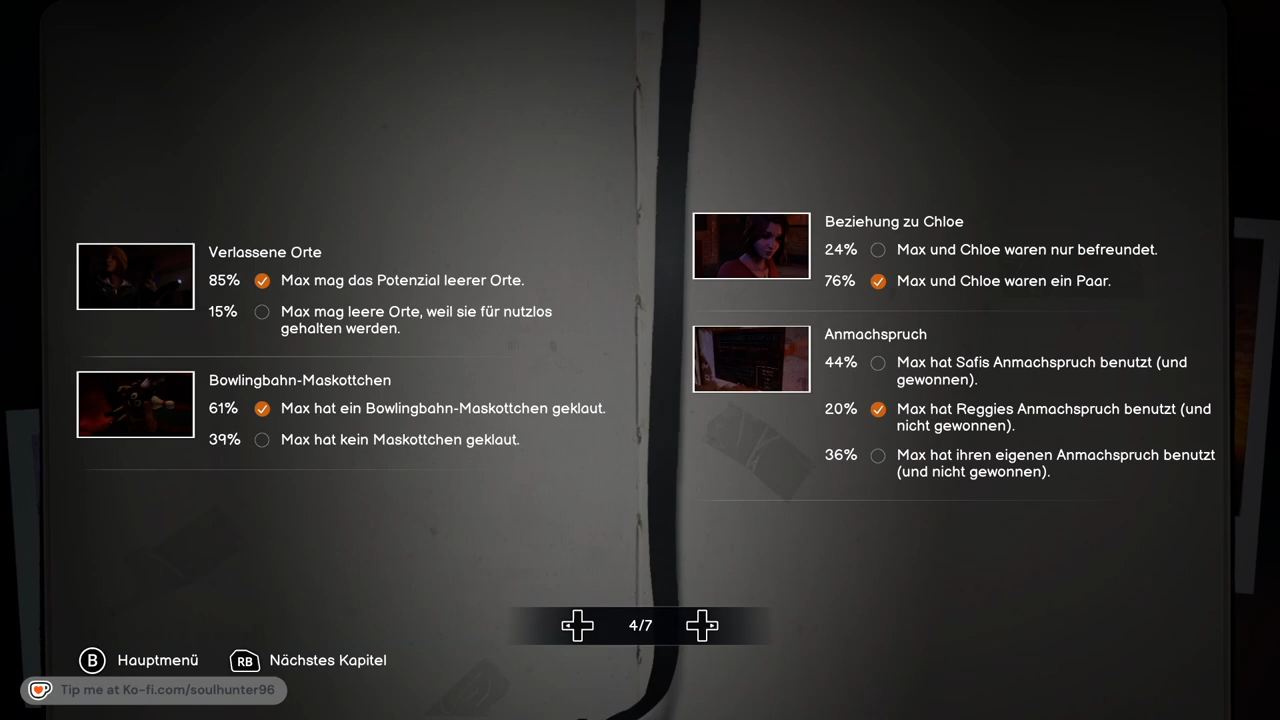 Verlassene Orte
85% Max mag das Potenzial leerer Orte.
15% Max mag leere Orte, weil sie für nutzlos
gehalten werden.
Bowlingbahn-Maskottchen
61% Max hat ein Bowlingbahn-Maskottchen geklaut.
39% Max hat kein Maskottchen geklaut.
Beziehung zu Chloe
24% Max und Chloe waren nur befreundet.
76% Max und Chloe waren ein Paar.
Anmachspruch
44% Max hat Safis Anmachspruch benutzt (und
gewonnen).
20% Max hat Reggies Anmachspruch benutzt (und
nicht gewonnen).
36% Max hat ihren eigenen Anmachspruch benutzt
(und nicht gewonnen).
4/7
B Hauptmenü RB Nächstes Kapitel
Tip me at Ko-fi.com/soulhunter96